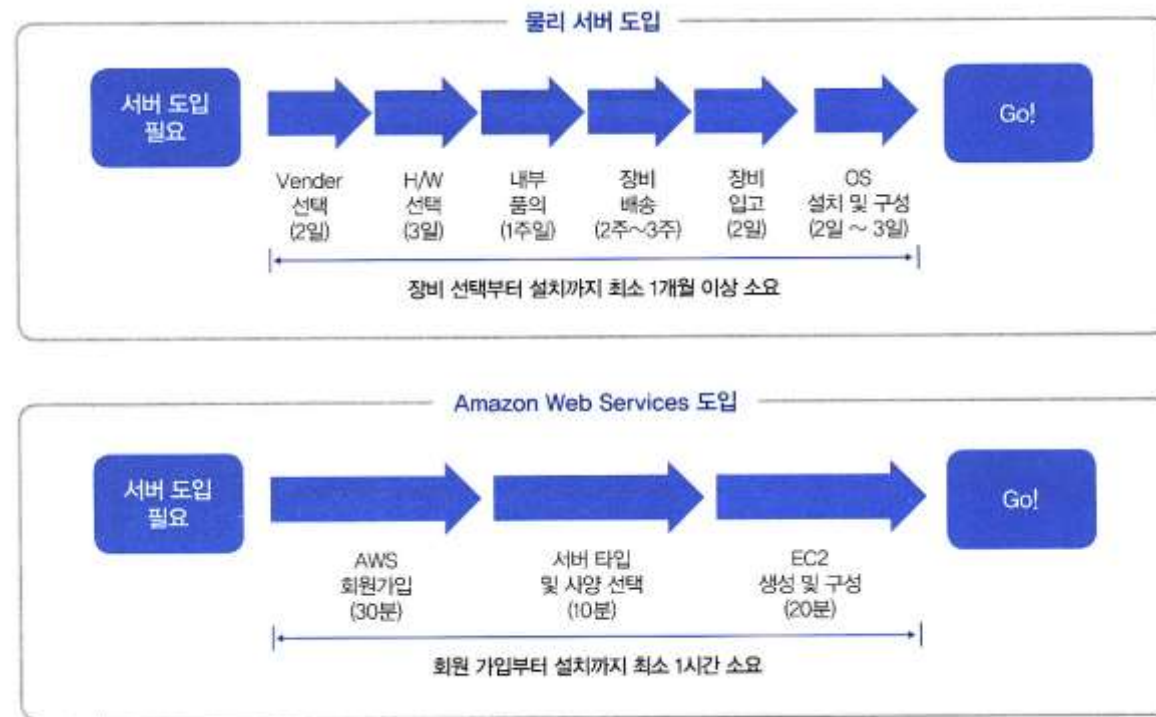 물리 서버 도입
서버 도입
필요
Vender
선택
(2일)
H/W
선택
(3일)
내부
품의
(1주일)
장비
배송
(2주~3주)
장비
입고
(2일)
OS
설치 및 구성
(2일 ~ 3일)
Go!
장비 선택부터 설치까지 최소 1개월 이상 소요
Amazon Web Services 도입
서버 도입
필요
AWS
회원가입
(30분)
서버 타입
및 사양 선택
(10분)
EC2
생성 및 구성
(20분)
Go!
회원 가입부터 설치까지 최소 1시간 소요